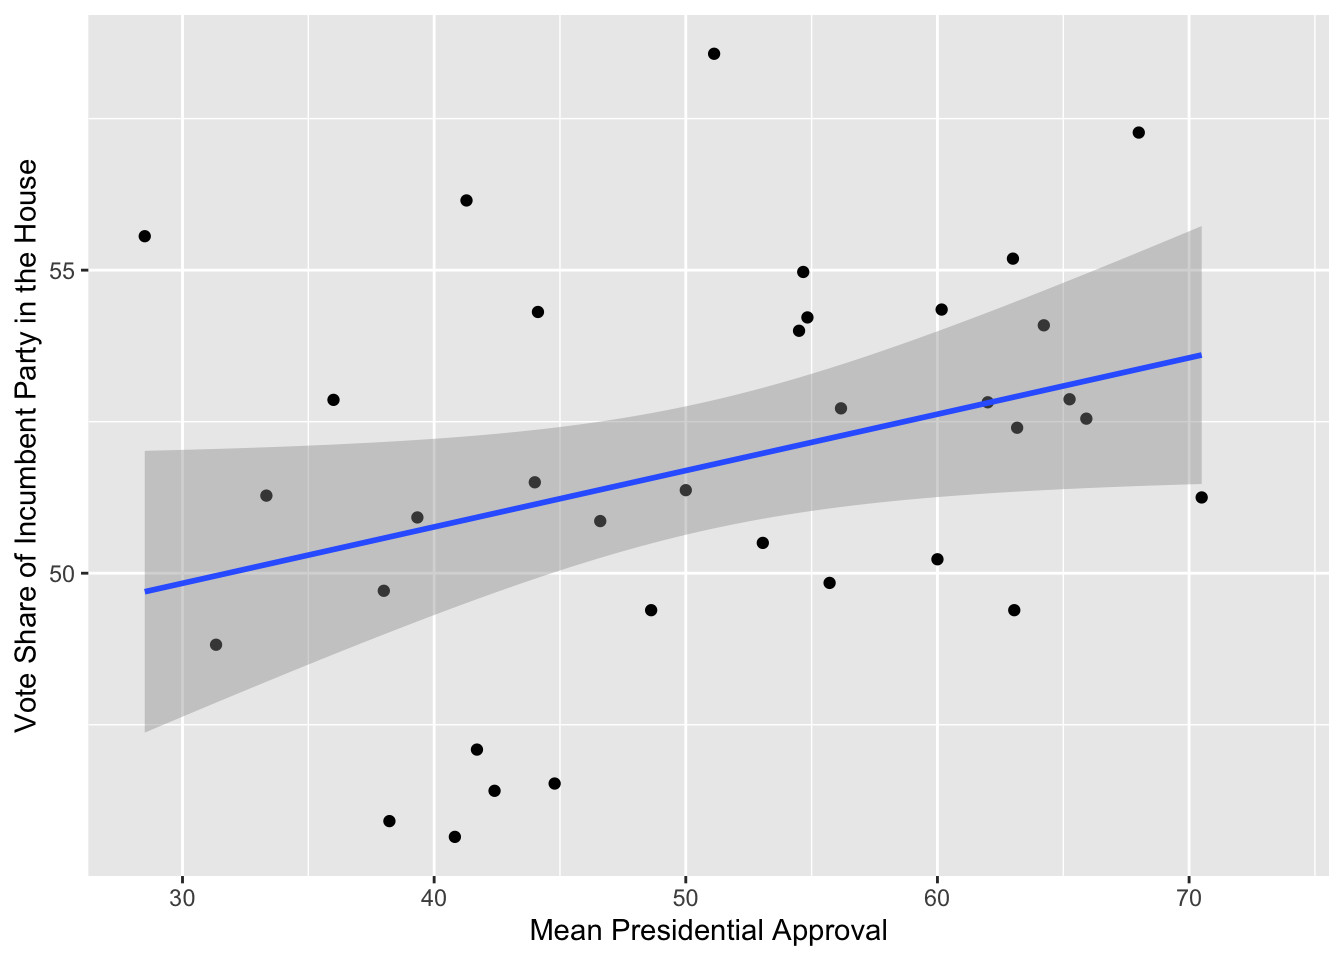 Vote Share of Incumbent Party in the House
55
50
30 40 50 60 70
Mean Presidential Approval